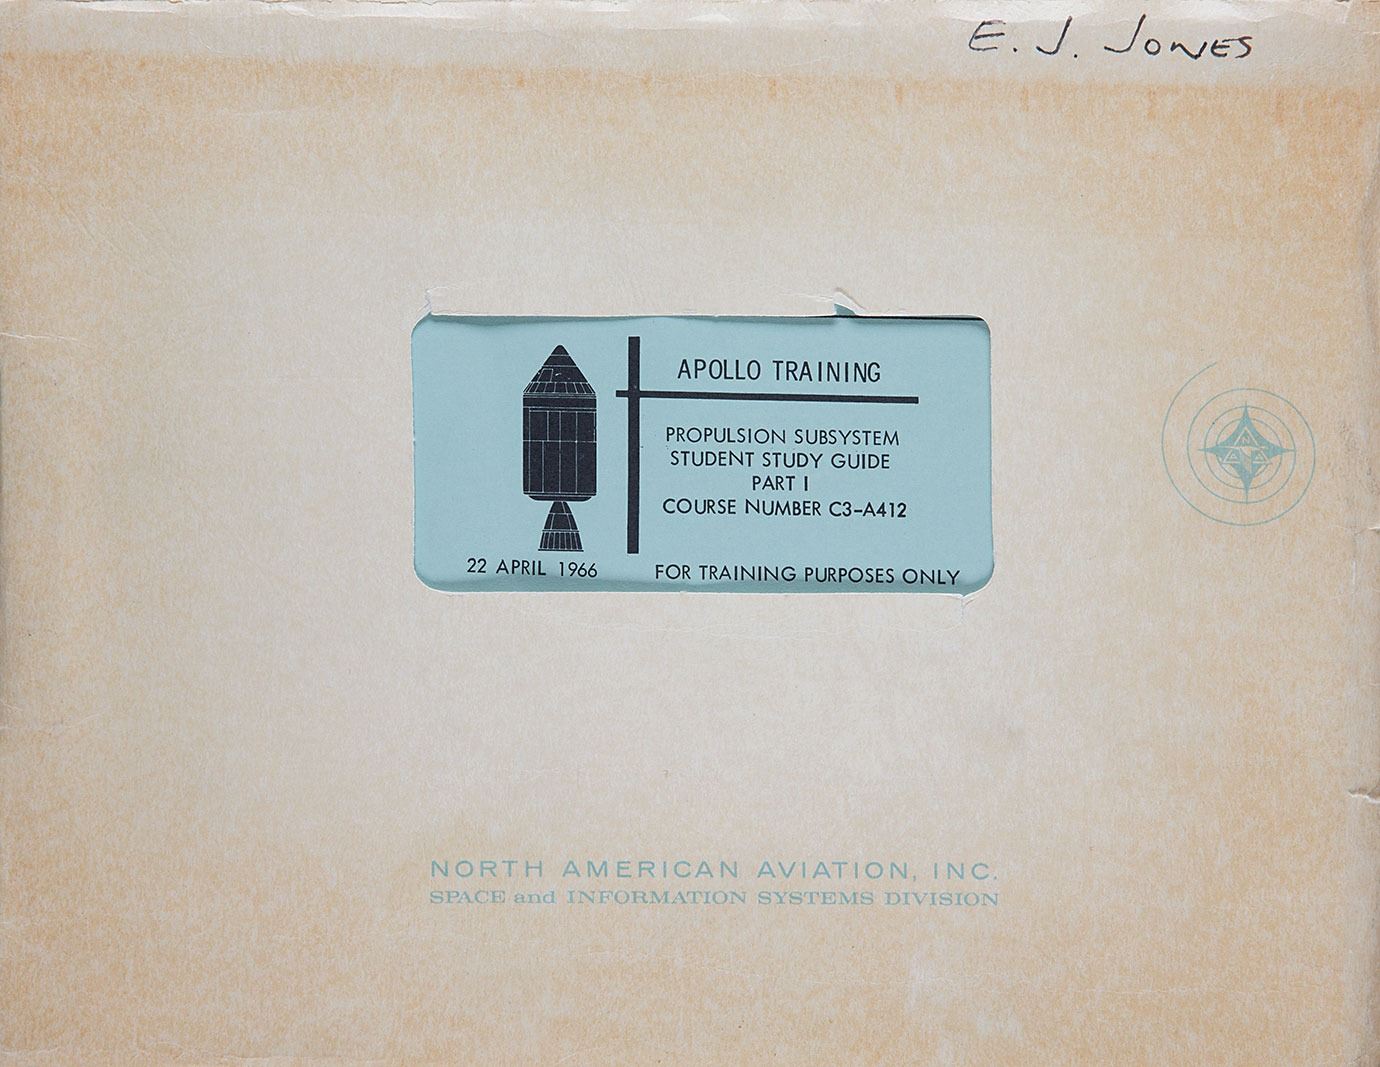 E. J. JONES
APOLLO TRAINING
PROPULSION SUBSYSTEM
STUDENT STUDY GUIDE
PART I
COURSE NUMBER C3-A412
22 APRIL 1966
FOR TRAINING PURPOSES ONLY
N
A A
NORTH AMERICAN AVIATION, INC.
SPACE and INFORMATION SYSTEMS DIVISION